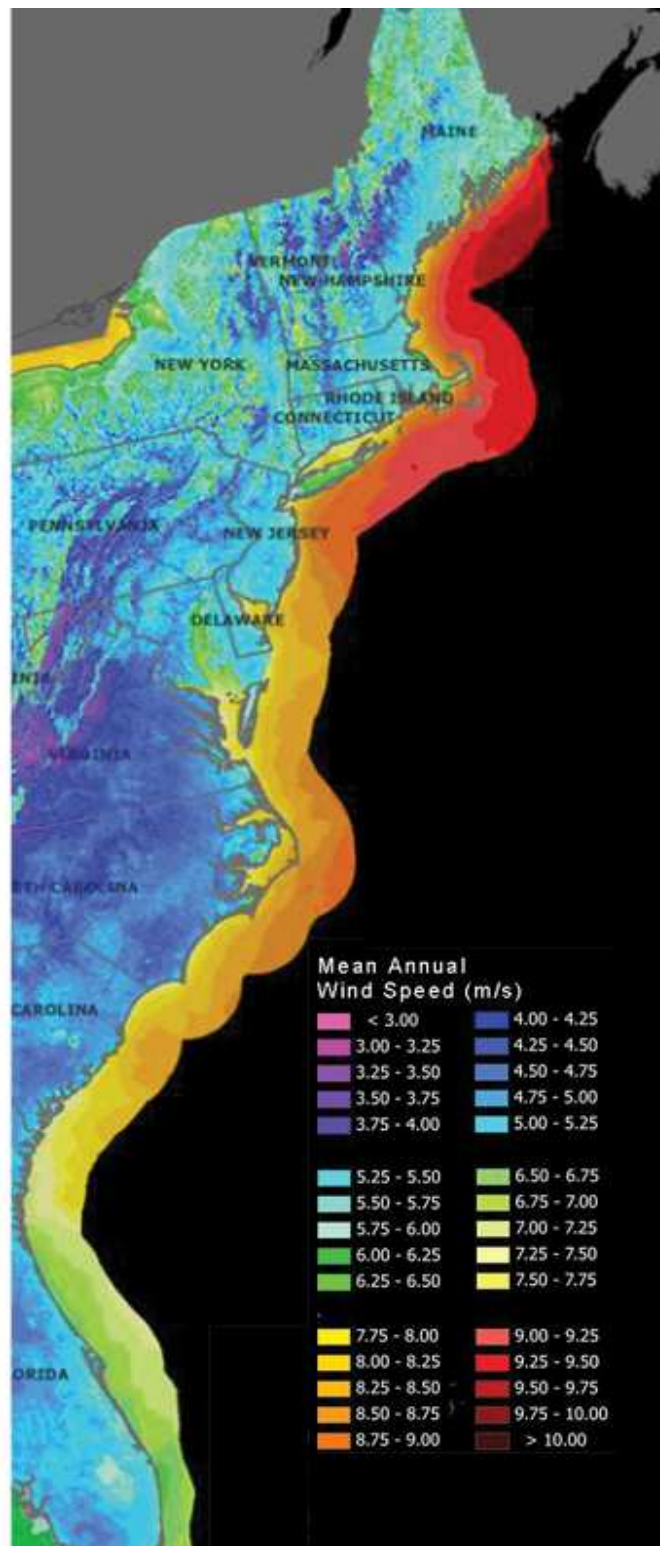 MAINE
VERMONT
NEW HAMPSHIRE
NEW YORK
MASSACHUSETTS
RHODE ISLAND
CONNECTICUT
PENNSYLVANIA
NEW JERSEY
DELAWARE
INIA
VIRGINIA
TH CAROLINA
CAROLINA
ORIDA
Mean Annual
Wind Speed (m/s)
< 3.00 4.00 - 4.25
3.00 - 3.25 4.25 - 4.50
3.25 - 3.50 4.50 - 4.75
3.50 - 3.75 4.75 - 5.00
3.75 - 4.00 5.00 - 5.25
5.25 - 5.50 6.50 - 6.75
5.50 - 5.75 6.75 - 7.00
5.75 - 6.00 7.00 - 7.25
6.00 - 6.25 7.25 - 7.50
6.25 - 6.50 7.50 - 7.75
7.75 - 8.00 9.00 - 9.25
8.00 - 8.25 9.25 - 9.50
8.25 - 8.50 9.50 - 9.75
8.50 - 8.75 9.75 - 10.00
8.75 - 9.00 > 10.00